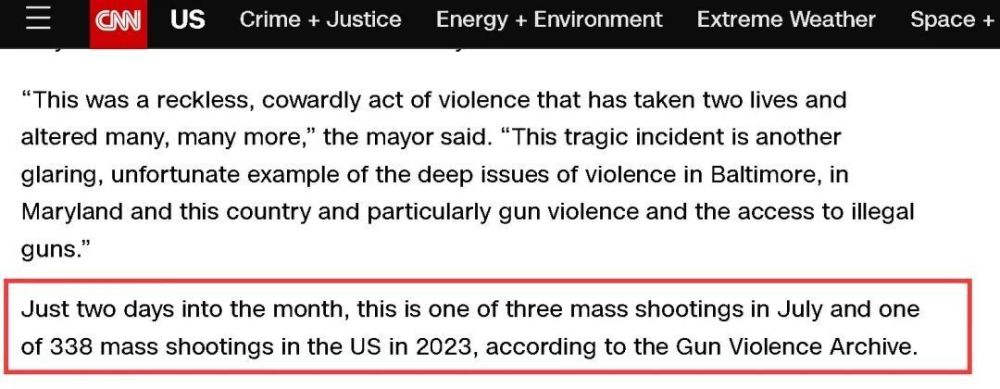 CNN US Crime + Justice Energy + Environment Extreme Weather Space +
“This was a reckless, cowardly act of violence that has taken two lives and
altered many, many more,” the mayor said. “This tragic incident is another
glaring, unfortunate example of the deep issues of violence in Baltimore, in
Maryland and this country and particularly gun violence and the access to illegal
guns.”
Just two days into the month, this is one of three mass shootings in July and one
of 338 mass shootings in the US in 2023, according to the Gun Violence Archive.